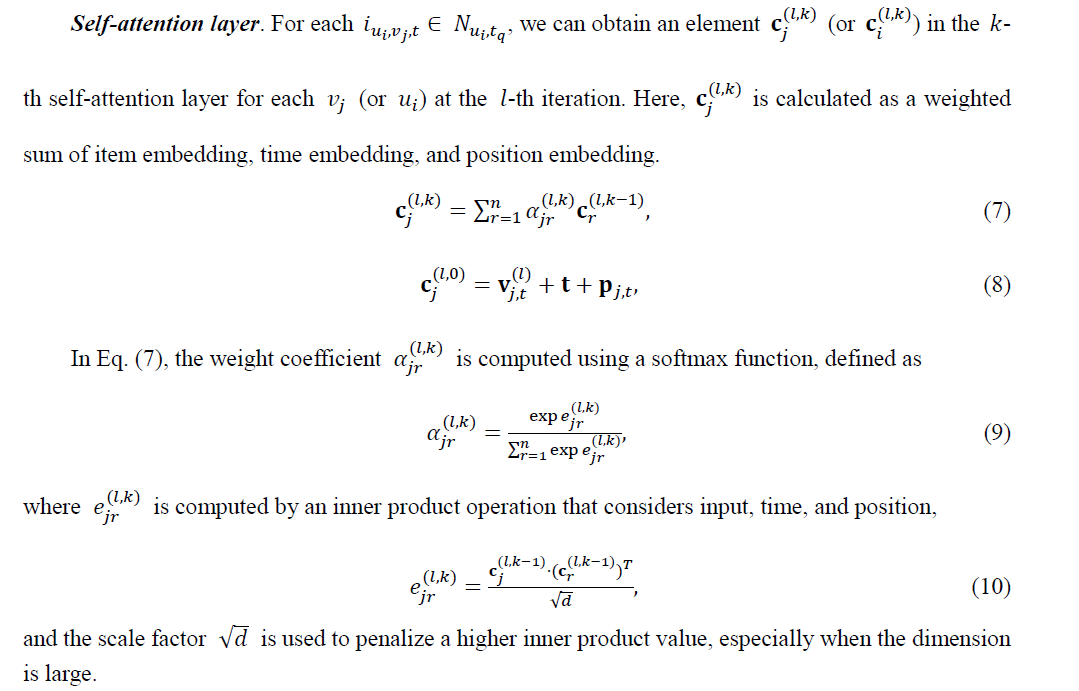 Self-attention layer. For each $i_{u_i,v_j,t} \in N_{u_i,t_q}$, we can obtain an element $\mathbf{c}_j^{(l,k)}$ (or $\mathbf{c}_i^{(l,k)}$) in the k-
th self-attention layer for each $v_j$ (or $u_i$) at the l-th iteration. Here, $\mathbf{c}_j^{(l,k)}$ is calculated as a weighted
sum of item embedding, time embedding, and position embedding.
$\mathbf{c}_j^{(l,k)} = \sum_{r=1}^{n} \alpha_{jr}^{(l,k)} \mathbf{c}_r^{(l,k-1)},$ (7)
$\mathbf{c}_j^{(l,0)} = \mathbf{v}_{j,t}^{(l)} + \mathbf{t} + \mathbf{p}_{j,t},$ (8)
In Eq. (7), the weight coefficient $\alpha_{jr}^{(l,k)}$ is computed using a softmax function, defined as
$\alpha_{jr}^{(l,k)} = \frac{\exp e_{jr}^{(l,k)}}{\sum_{r=1}^{n} \exp e_{jr}^{(l,k)}},$ (9)
where $e_{jr}^{(l,k)}$ is computed by an inner product operation that considers input, time, and position,
$e_{jr}^{(l,k)} = \frac{\mathbf{c}_j^{(l,k-1)} \cdot (\mathbf{c}_r^{(l,k-1)})^T}{\sqrt{d}},$ (10)
and the scale factor $\sqrt{d}$ is used to penalize a higher inner product value, especially when the dimension
is large.